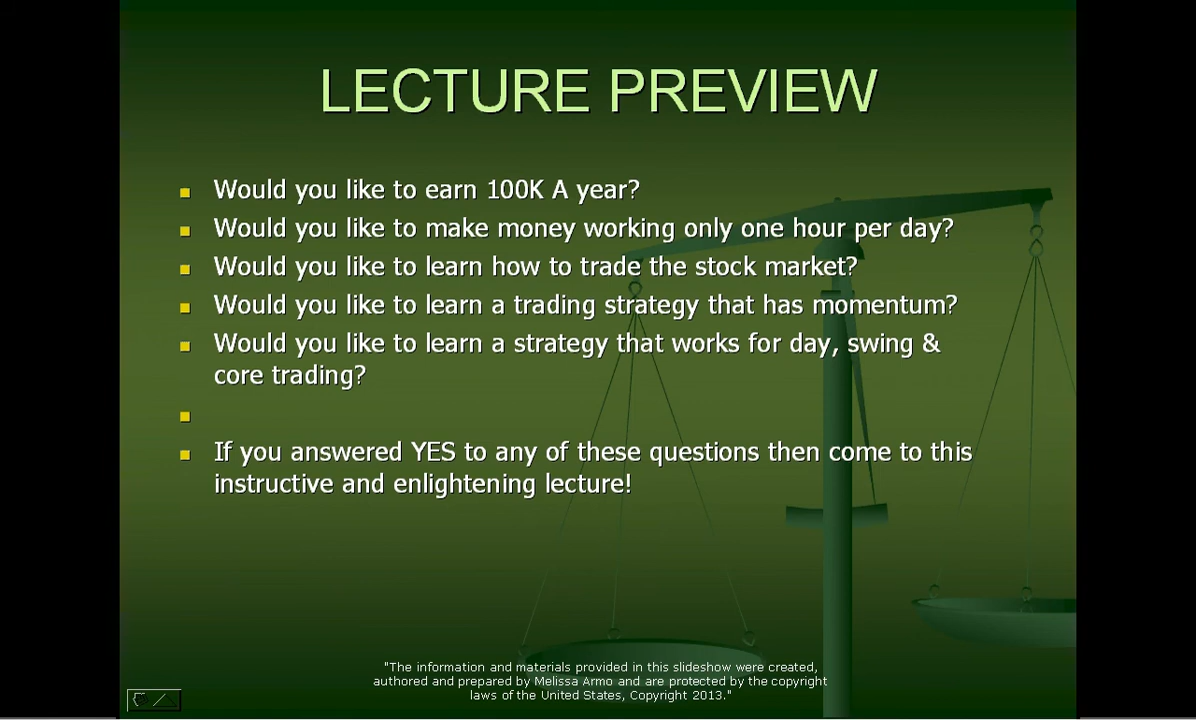 LECTURE PREVIEW
Would you like to earn 100K A year?
Would you like to make money working only one hour per day?
Would you like to learn how to trade the stock market?
Would you like to learn a trading strategy that has momentum?
Would you like to learn a strategy that works for day, swing &
core trading?
If you answered YES to any of these questions then come to this
instructive and enlightening lecture!
"The information and materials provided in this slideshow were created,
authored and prepared by Melissa Armo and are protected by the copyright
laws of the United States, Copyright 2013."